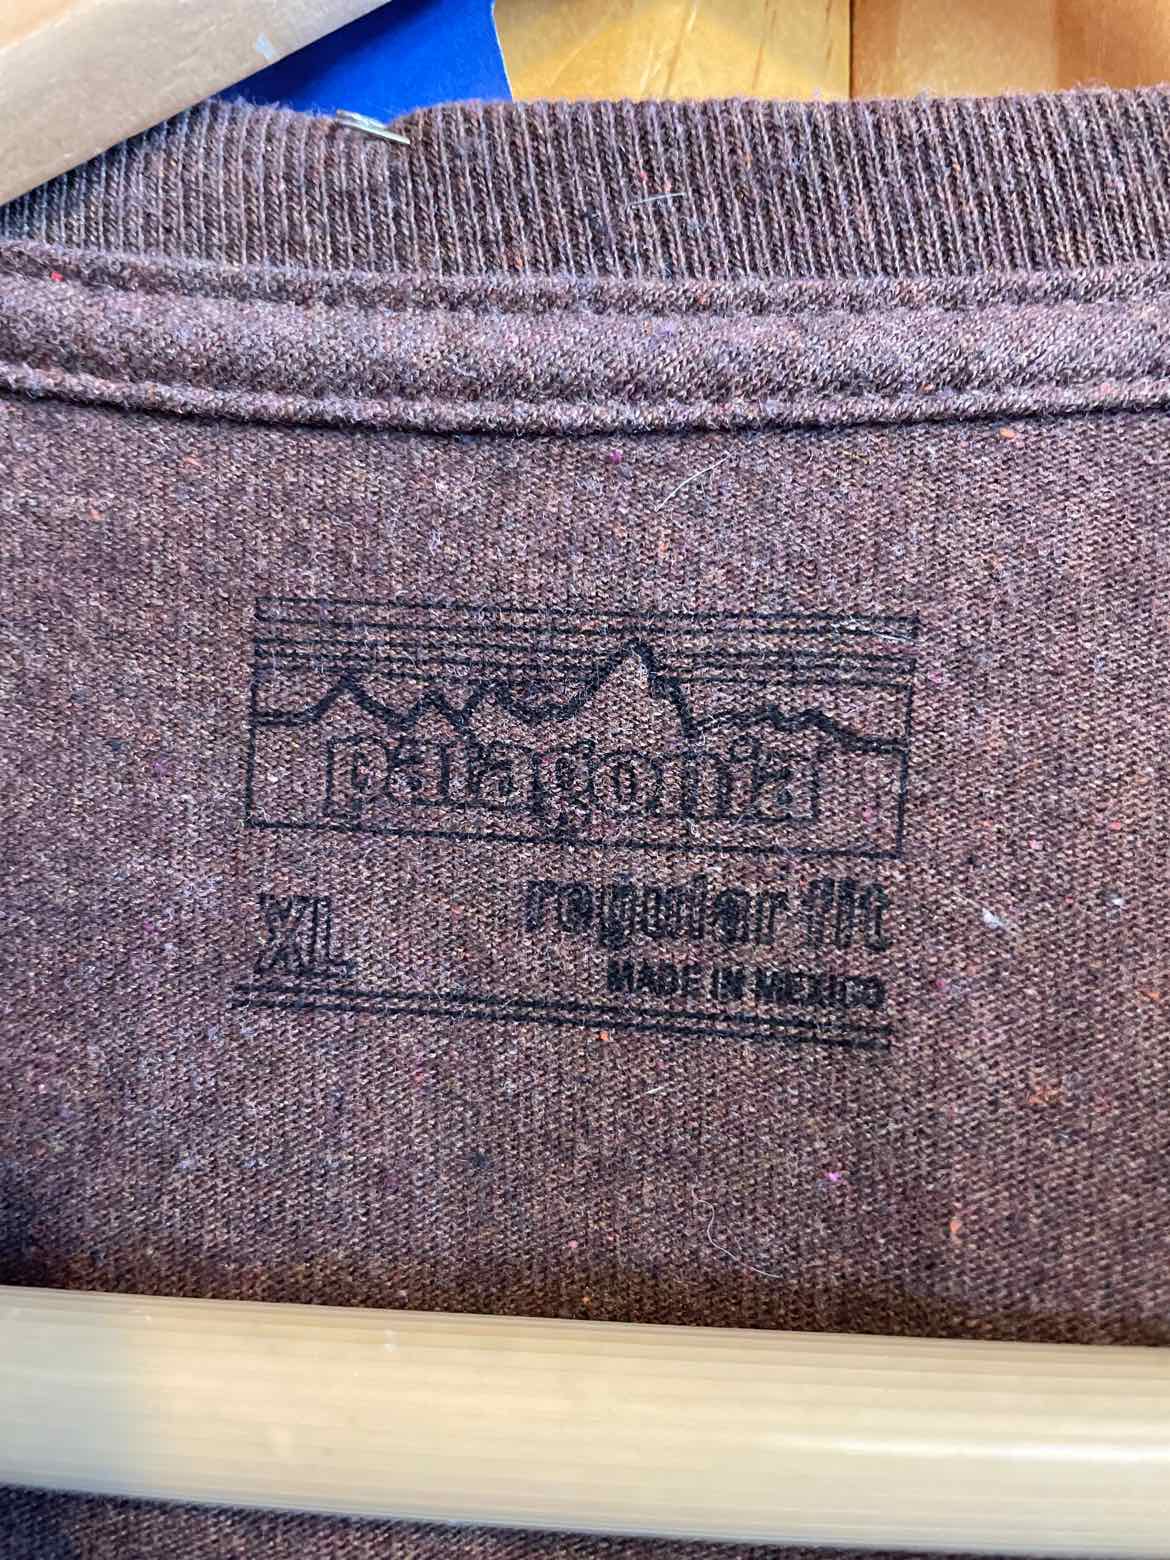 patagonia
XL
regular fit
MADE IN MEXICO